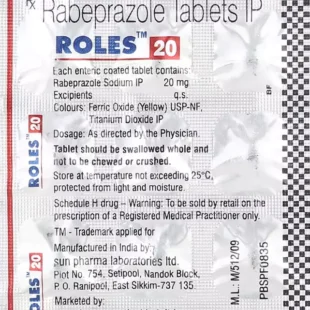 Rx Rabeprazole Tablets IP
ROLES™ 20
Each enteric coated tablet contains:
Rabeprazole Sodium IP 20 mg
Excipients q.s.
Colours: Ferric Oxide (Yellow) USP-NF,
Titanium Dioxide IP
Dosage: As directed by the Physician.
Tablet should be swallowed whole and
not to be chewed or crushed.
Store at temperature not exceeding 25°C,
protected from light and moisture.
Schedule H drug – Warning: To be sold by retail on the
prescription of a Registered Medical Practitioner only.
TM - Trademark applied for
Manufactured in India by:
sun pharma laboratories ltd.
Plot No. 754, Setipool, Nandok Block,
P. O. Ranipool, East Sikkim-737 135.
Marketed by:
ROLES 20
ROLES 20
BF
M.L.: M/512/09
PBSPF0835